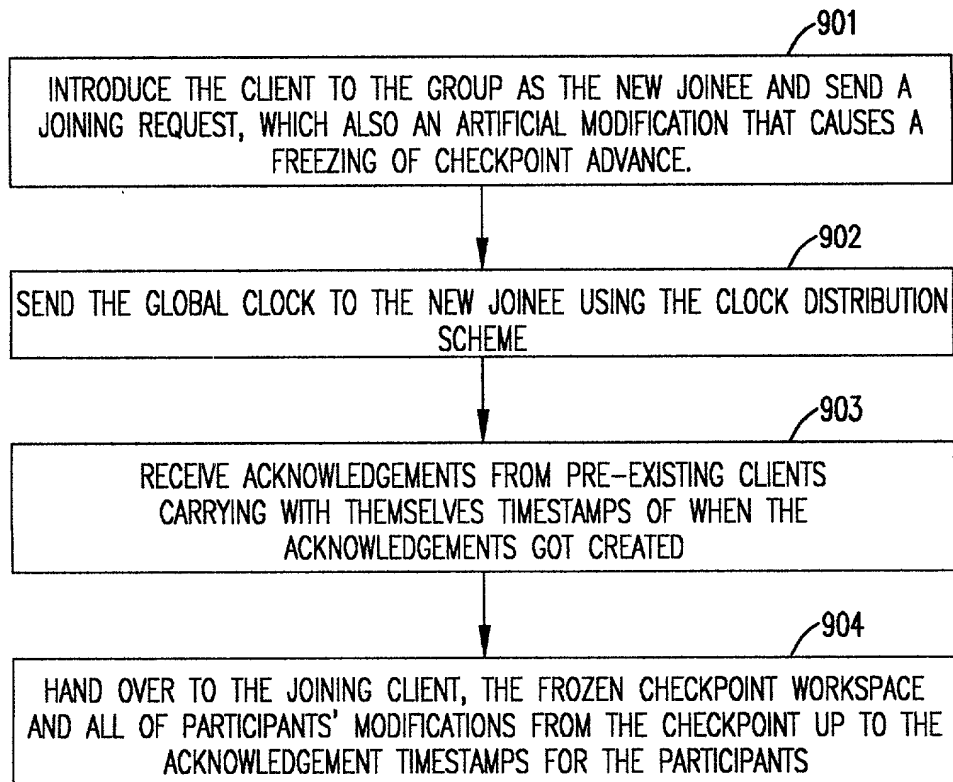 901
INTRODUCE THE CLIENT TO THE GROUP AS THE NEW JOINEE AND SEND A
JOINING REQUEST, WHICH ALSO AN ARTIFICIAL MODIFICATION THAT CAUSES A
FREEZING OF CHECKPOINT ADVANCE.
902
SEND THE GLOBAL CLOCK TO THE NEW JOINEE USING THE CLOCK DISTRIBUTION
SCHEME
903
RECEIVE ACKNOWLEDGEMENTS FROM PRE-EXISTING CLIENTS
CARRYING WITH THEMSELVES TIMESTAMPS OF WHEN THE
ACKNOWLEDGEMENTS GOT CREATED
904
HAND OVER TO THE JOINING CLIENT, THE FROZEN CHECKPOINT WORKSPACE
AND ALL OF PARTICIPANTS' MODIFICATIONS FROM THE CHECKPOINT UP TO THE
ACKNOWLEDGEMENT TIMESTAMPS FOR THE PARTICIPANTS